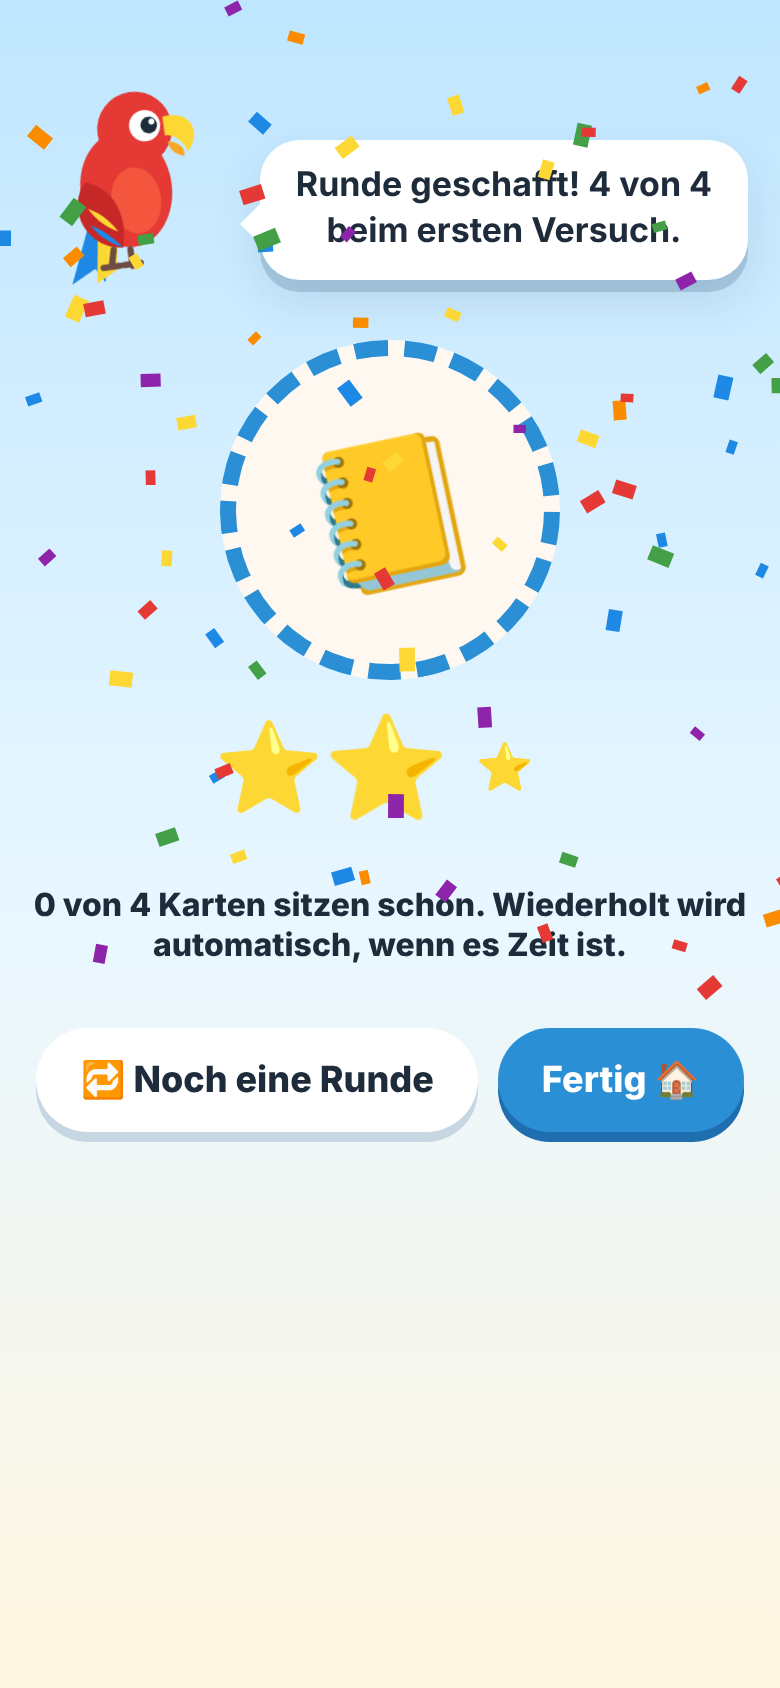 Runde geschafft! 4 von 4
beim ersten Versuch.
0 von 4 Karten sitzen schon. Wiederholt wird
automatisch, wenn es Zeit ist.
Noch eine Runde
Fertig